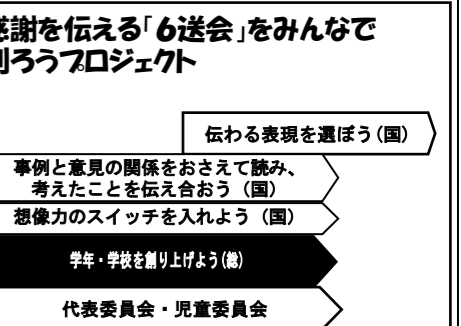 感謝を伝える「6送会」をみんなで
創ろうプロジェクト
伝わる表現を選ぼう(国)
事例と意見の関係をおさえて読み、
考えたことを伝え合おう（国）
想像力のスイッチを入れよう（国）
学年・学校を創り上げよう(総)
代表委員会・児童委員会